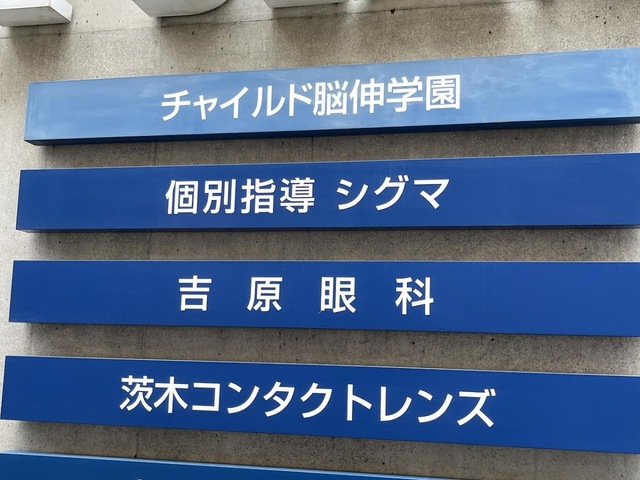 チャイルド脳伸学園
個別指導 シグマ
吉原眼科
茨木コンタクトレンズ